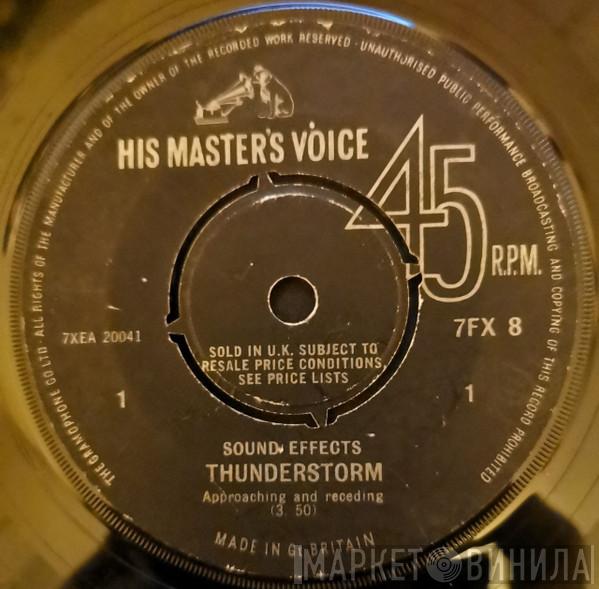 THE GRAMOPHONE CO LTD · ALL RIGHTS OF THE MANUFACTURER AND OF THE OWNER OF THE RECORDED WORK RESERVED · UNAUTHORISED PUBLIC PERFORMANCE BROADCASTING AND COPYING OF THIS RECORD PROHIBITED
HIS MASTER'S VOICE
45
R.P.M.
7XEA 20041
7FX 8
SOLD IN U.K. SUBJECT TO
RESALE PRICE CONDITIONS,
SEE PRICE LISTS
1
1
SOUND EFFECTS
THUNDERSTORM
Approaching and receding
(3. 50)
MADE IN GT BRITAIN
МАРКЕТ ВИНИЛА